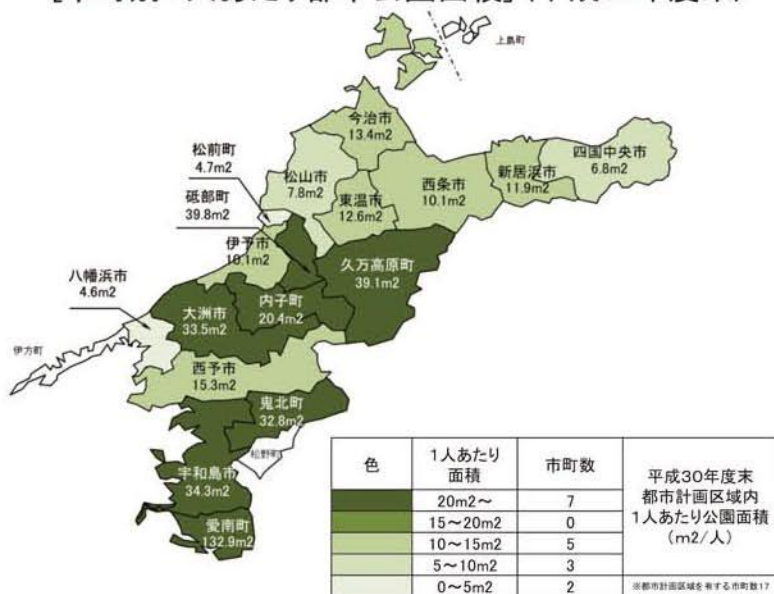 上島町
今治市
13.4m2
松前町
4.7m2
松山市
7.8m2
四国中央市
6.8m2
新居浜市
11.9m2
西条市
10.1m2
東温市
12.6m2
砥部町
39.8m2
伊予市
10.1m2
久万高原町
39.1m2
八幡浜市
4.6m2
大洲市
33.5m2
内子町
20.4m2
伊方町
西予市
15.3m2
鬼北町
32.8m2
松野町
宇和島市
34.3m2
愛南町
132.9m2
色
1人あたり
面積
市町数
平成30年度末
都市計画区域内
1人あたり公園面積
(m2/人)
20m2～ 7
15～20m2 0
10～15m2 5
5～10m2 3
0～5m2 2
※都市計画区域を有する市町数17